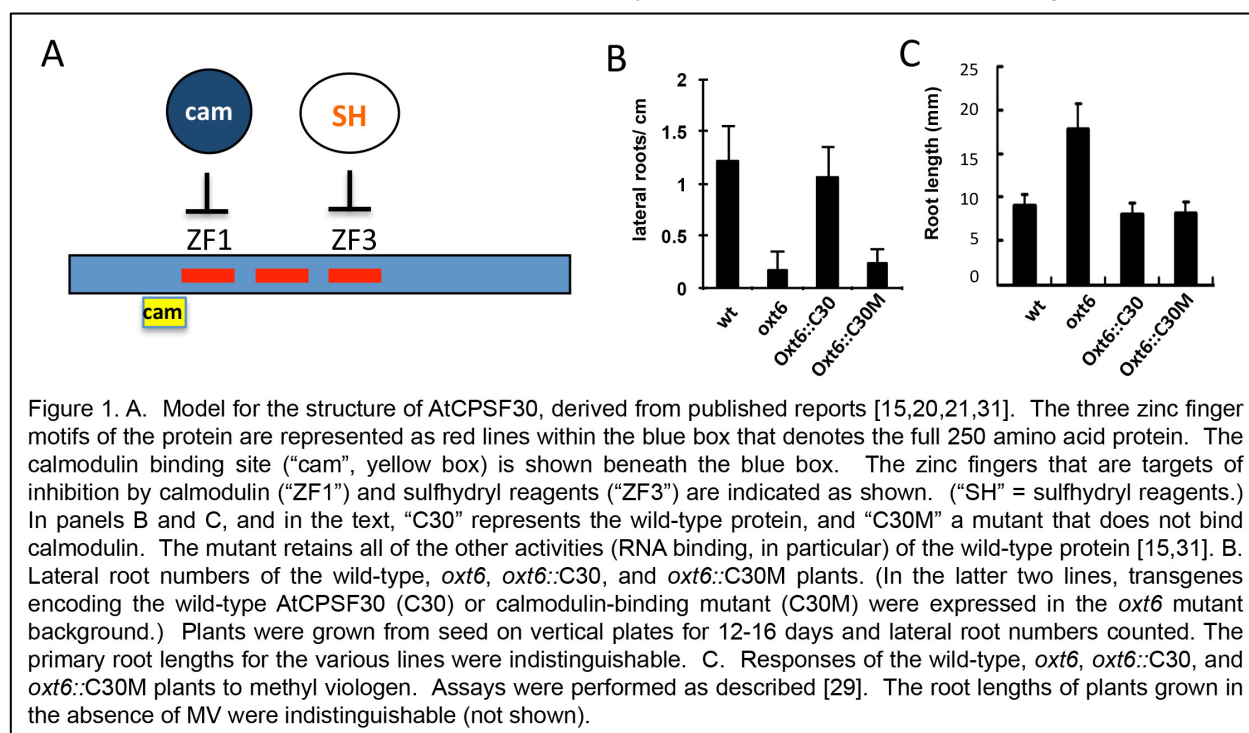 A
cam
SH
ZF1
ZF3
cam
B
lateral roots/ cm
2
1.5
1
0.5
0
wt
oxt6
Oxt6::C30
Oxt6::C30M
C
Root length (mm)
25
20
15
10
5
0
wt
oxt6
Oxt6::C30
Oxt6::C30M
Figure 1. A. Model for the structure of AtCPSF30, derived from published reports [15,20,21,31]. The three zinc finger
motifs of the protein are represented as red lines within the blue box that denotes the full 250 amino acid protein. The
calmodulin binding site (“cam”, yellow box) is shown beneath the blue box. The zinc fingers that are targets of
inhibition by calmodulin (“ZF1”) and sulfhydryl reagents (“ZF3”) are indicated as shown. (“SH” = sulfhydryl reagents.)
In panels B and C, and in the text, “C30” represents the wild-type protein, and “C30M” a mutant that does not bind
calmodulin. The mutant retains all of the other activities (RNA binding, in particular) of the wild-type protein [15,31]. B.
Lateral root numbers of the wild-type, oxt6, oxt6::C30, and oxt6::C30M plants. (In the latter two lines, transgenes
encoding the wild-type AtCPSF30 (C30) or calmodulin-binding mutant (C30M) were expressed in the oxt6 mutant
background.) Plants were grown from seed on vertical plates for 12-16 days and lateral root numbers counted. The
primary root lengths for the various lines were indistinguishable. C. Responses of the wild-type, oxt6, oxt6::C30, and
oxt6::C30M plants to methyl viologen. Assays were performed as described [29]. The root lengths of plants grown in
the absence of MV were indistinguishable (not shown).